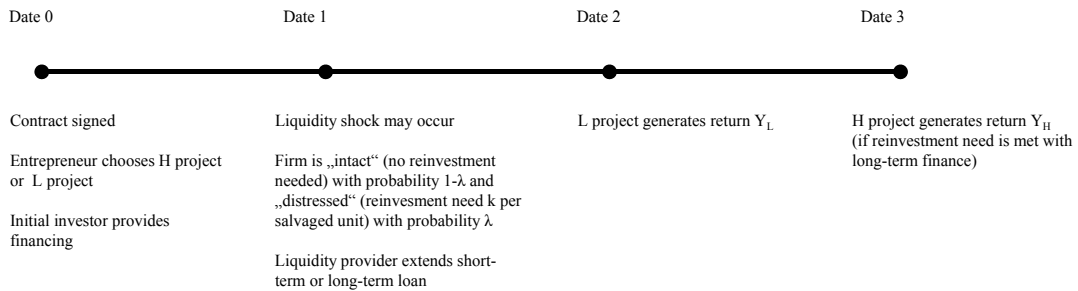 Date 0
Date 1
Date 2
Date 3
Contract signed
Entrepreneur chooses H project
or L project
Initial investor provides
financing
Liquidity shock may occur
Firm is „intact“ (no reinvestment
needed) with probability 1-λ and
„distressed“ (reinvesment need k per
salvaged unit) with probability λ
Liquidity provider extends short-
term or long-term loan
L project generates return Y_L
H project generates return Y_H
(if reinvestment need is met with
long-term finance)